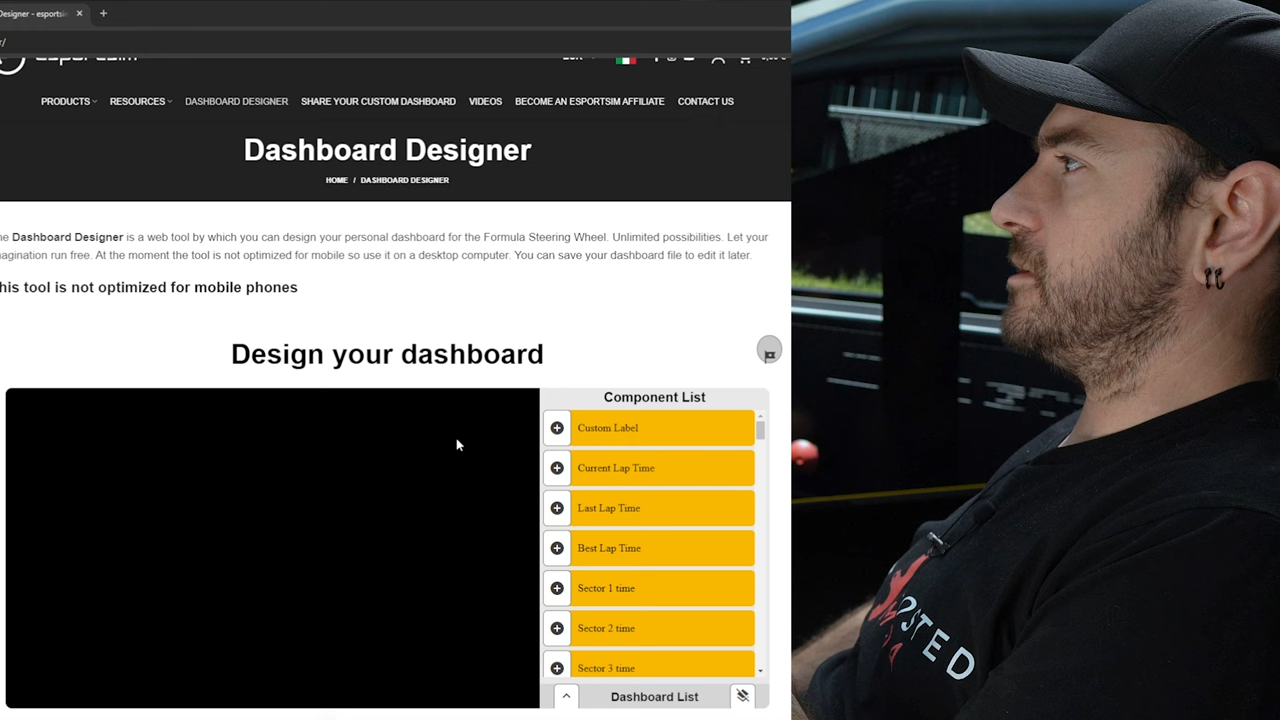 Designer - esportsi
r/
esportsim
PRODUCTS RESOURCES DASHBOARD DESIGNER SHARE YOUR CUSTOM DASHBOARD VIDEOS BECOME AN ESPORTSIM AFFILIATE CONTACT US
Dashboard Designer
HOME / DASHBOARD DESIGNER
Dashboard Designer is a web tool by which you can design your personal dashboard for the Formula Steering Wheel. Unlimited possibilities. Let your
magination run free. At the moment the tool is not optimized for mobile so use it on a desktop computer. You can save your dashboard file to edit it later.
his tool is not optimized for mobile phones
Design your dashboard
Component List
Custom Label
Current Lap Time
Last Lap Time
Best Lap Time
Sector 1 time
Sector 2 time
Sector 3 time
Dashboard List
OSTED